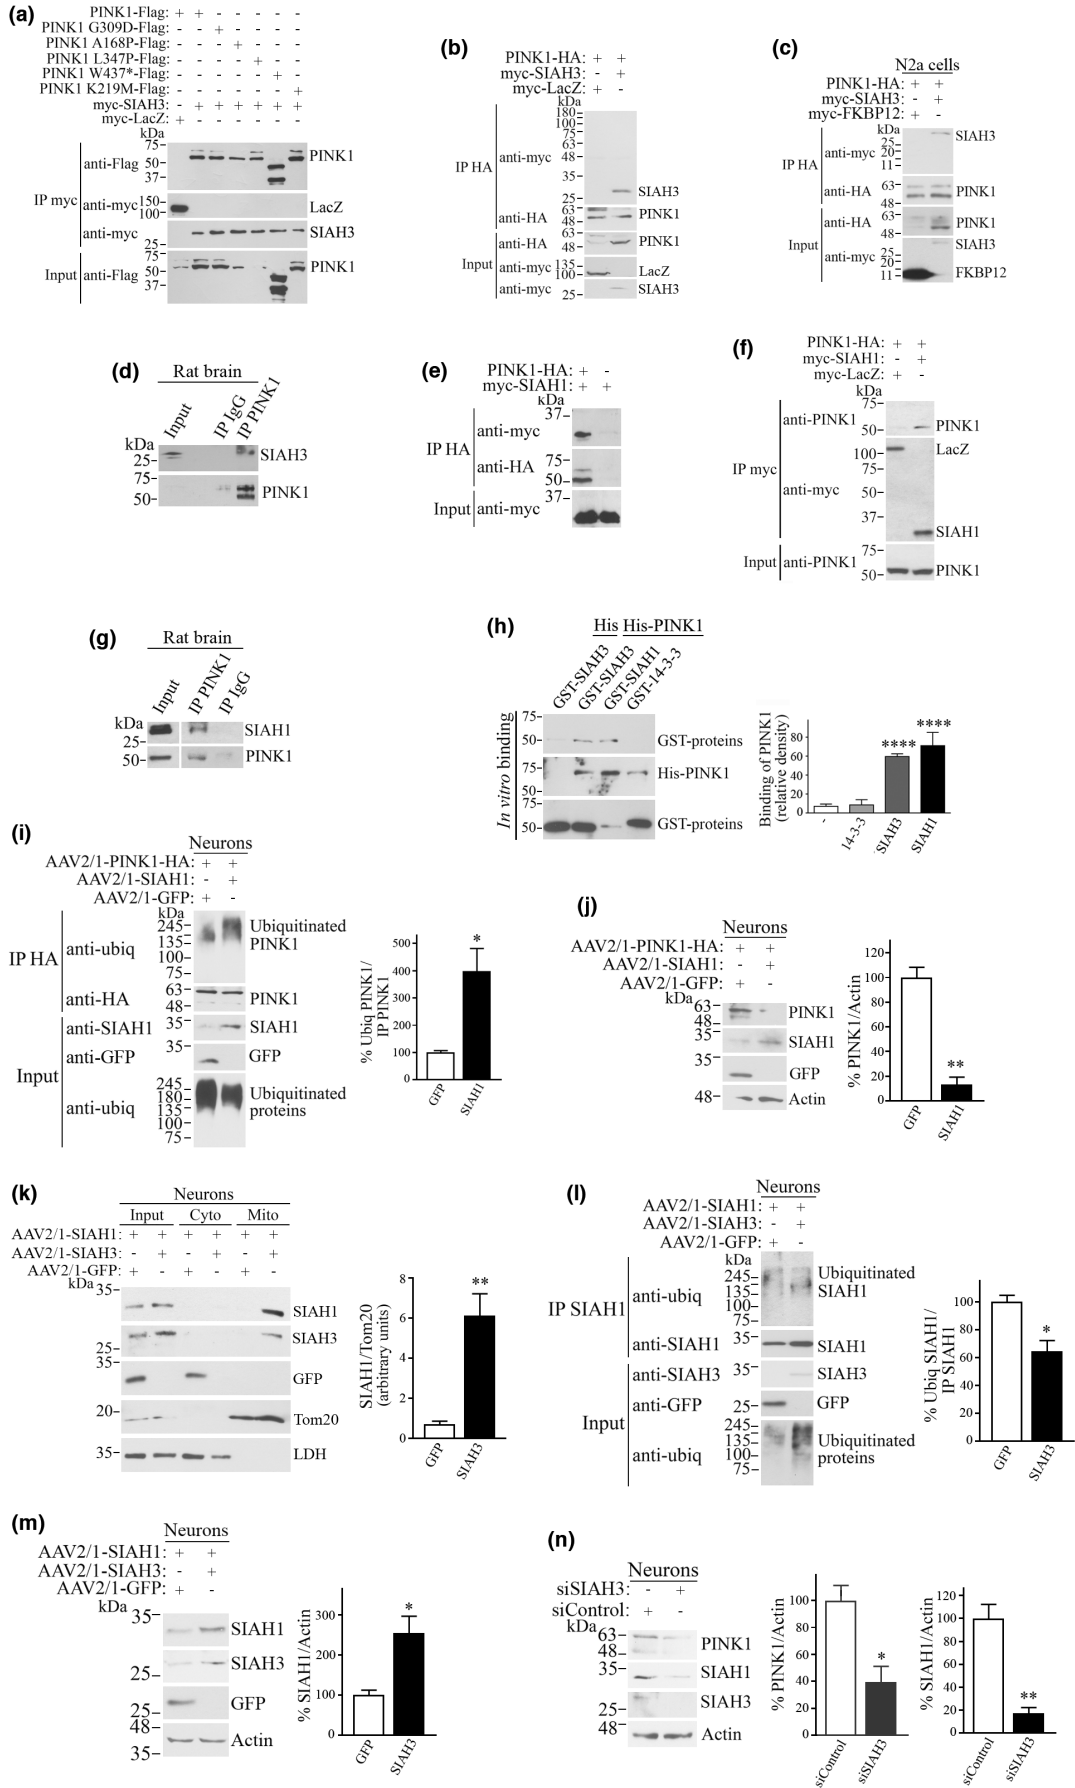 (a)
PINK1-Flag: + + - - - - -
PINK1 G309D-Flag: - - + - - - -
PINK1 A168P-Flag: - - - + - - -
PINK1 L347P-Flag: - - - - + - -
PINK1 W437*-Flag: - - - - - + -
PINK1 K219M-Flag: - - - - - - +
myc-SIAH3: - + + + + + +
myc-LacZ: + - - - - - -
kDa
IP myc
anti-Flag
75-
50-
37-
PINK1
anti-myc
150-
100-
LacZ
anti-myc
25-
SIAH3
Input
anti-Flag
75-
50-
37-
PINK1
(b)
PINK1-HA: + +
myc-SIAH3: - +
myc-LacZ: + -
kDa
IP HA
anti-myc
180-
100-
75-
63-
48-
35-
25-
SIAH3
anti-HA
63-
48-
PINK1
Input
anti-HA
63-
48-
PINK1
anti-myc
135-
100-
LacZ
anti-myc
25-
SIAH3
(c)
N2a cells
PINK1-HA: + +
myc-SIAH3: - +
myc-FKBP12: + -
kDa
IP HA
anti-myc
25-
20-
11-
SIAH3
anti-HA
63-
48-
PINK1
Input
anti-HA
63-
48-
PINK1
anti-myc
25-
20-
11-
SIAH3
FKBP12
(d)
Rat brain
Input
IP IgG
IP PINK1
kDa
25-
SIAH3
75-
50-
PINK1
(e)
PINK1-HA: + -
myc-SIAH1: + +
kDa
IP HA
anti-myc
37-
anti-HA
75-
50-
Input
anti-myc
37-
(f)
PINK1-HA: + +
myc-SIAH1: - +
myc-LacZ: + -
kDa
IP myc
anti-PINK1
75-
50-
PINK1
anti-myc
100-
75-
50-
37-
LacZ
SIAH1
Input
anti-PINK1
75-
50-
PINK1
(g)
Rat brain
Input
IP PINK1
IP IgG
kDa
25-
SIAH1
50-
PINK1
(h)
His His-PINK1
GST-SIAH3
GST-SIAH3
GST-SIAH1
GST-14-3-3
In vitro binding
75-
50-
GST-proteins
75-
50-
His-PINK1
75-
50-
GST-proteins
Binding of PINK1
(relative density)
80
60
40
20
0
****
****
-
14-3-3
SIAH3
SIAH1
(i)
Neurons
AAV2/1-PINK1-HA: + +
AAV2/1-SIAH1: - +
AAV2/1-GFP: + -
kDa
IP HA
anti-ubiq
245-
135-
100-
75-
Ubiquitinated
PINK1
anti-HA
63-
48-
PINK1
Input
anti-SIAH1
35-
SIAH1
anti-GFP
35-
GFP
anti-ubiq
245-
180-
135-
100-
75-
Ubiquitinated
proteins
% Ubiq PINK1/
IP PINK1
500
400
300
200
100
0
*
GFP
SIAH1
(j)
Neurons
AAV2/1-PINK1-HA: + +
AAV2/1-SIAH1: - +
AAV2/1-GFP: + -
kDa
63-
48-
PINK1
35-
SIAH1
35-
GFP
48-
Actin
% PINK1/Actin
120
100
80
60
40
20
0
**
GFP
SIAH1
(k)
Neurons
Input Cyto Mito
AAV2/1-SIAH1: + + + + + +
AAV2/1-SIAH3: - + - + - +
AAV2/1-GFP: + - + - + -
kDa
35-
SIAH1
25-
SIAH3
35-
GFP
20-
Tom20
35-
LDH
SIAH1/Tom20
(arbitrary units)
8
6
4
2
0
**
GFP
SIAH3
(l)
Neurons
AAV2/1-SIAH1: + +
AAV2/1-SIAH3: - +
AAV2/1-GFP: + -
kDa
IP SIAH1
anti-ubiq
245-
135-
100-
75-
Ubiquitinated
SIAH1
anti-SIAH1
35-
SIAH1
Input
anti-SIAH3
35-
SIAH3
anti-GFP
25-
GFP
anti-ubiq
245-
135-
100-
75-
Ubiquitinated
proteins
% Ubiq SIAH1/
IP SIAH1
100
80
60
40
20
0
*
GFP
SIAH3
(m)
Neurons
AAV2/1-SIAH1: + +
AAV2/1-SIAH3: - +
AAV2/1-GFP: + -
kDa
35-
SIAH1
25-
SIAH3
25-
GFP
48-
35-
Actin
% SIAH1/Actin
300
200
100
0
*
GFP
SIAH3
(n)
Neurons
siSIAH3: - +
siControl: + -
kDa
63-
48-
PINK1
35-
SIAH1
25-
SIAH3
48-
Actin
% PINK1/Actin
100
80
60
40
20
0
*
siControl
siSIAH3
% SIAH1/Actin
120
100
80
60
40
20
0
**
siControl
siSIAH3